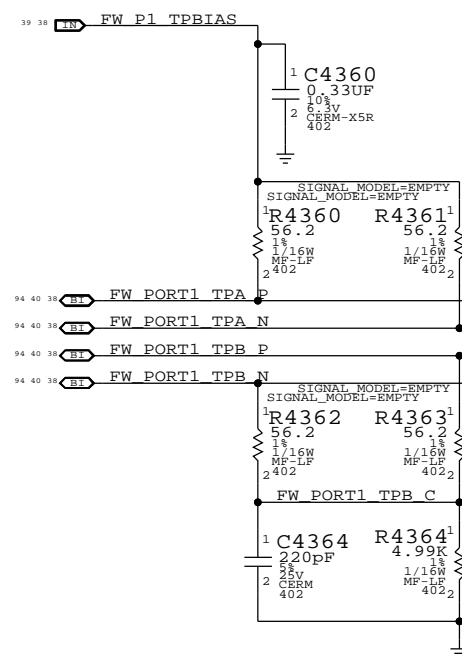 39 38 IN FW_P1_TPBIAS
1 C4360
0.33UF
10%
6.3V
2 CERM-X5R
402
SIGNAL_MODEL=EMPTY
SIGNAL_MODEL=EMPTY
1 R4360 R4361 1
56.2 56.2
1% 1%
1/16W 1/16W
MF-LF MF-LF
2 402 402 2
94 40 38 BI FW_PORT1_TPA_P
94 40 38 BI FW_PORT1_TPA_N
94 40 38 BI FW_PORT1_TPB_P
94 40 38 BI FW_PORT1_TPB_N
SIGNAL_MODEL=EMPTY
SIGNAL_MODEL=EMPTY
1 R4362 R4363 1
56.2 56.2
1% 1%
1/16W 1/16W
MF-LF MF-LF
2 402 402 2
FW_PORT1_TPB_C
1 C4364 R4364 1
220pF 4.99K
5% 1%
25V 1/16W
2 CERM MF-LF
402 402 2